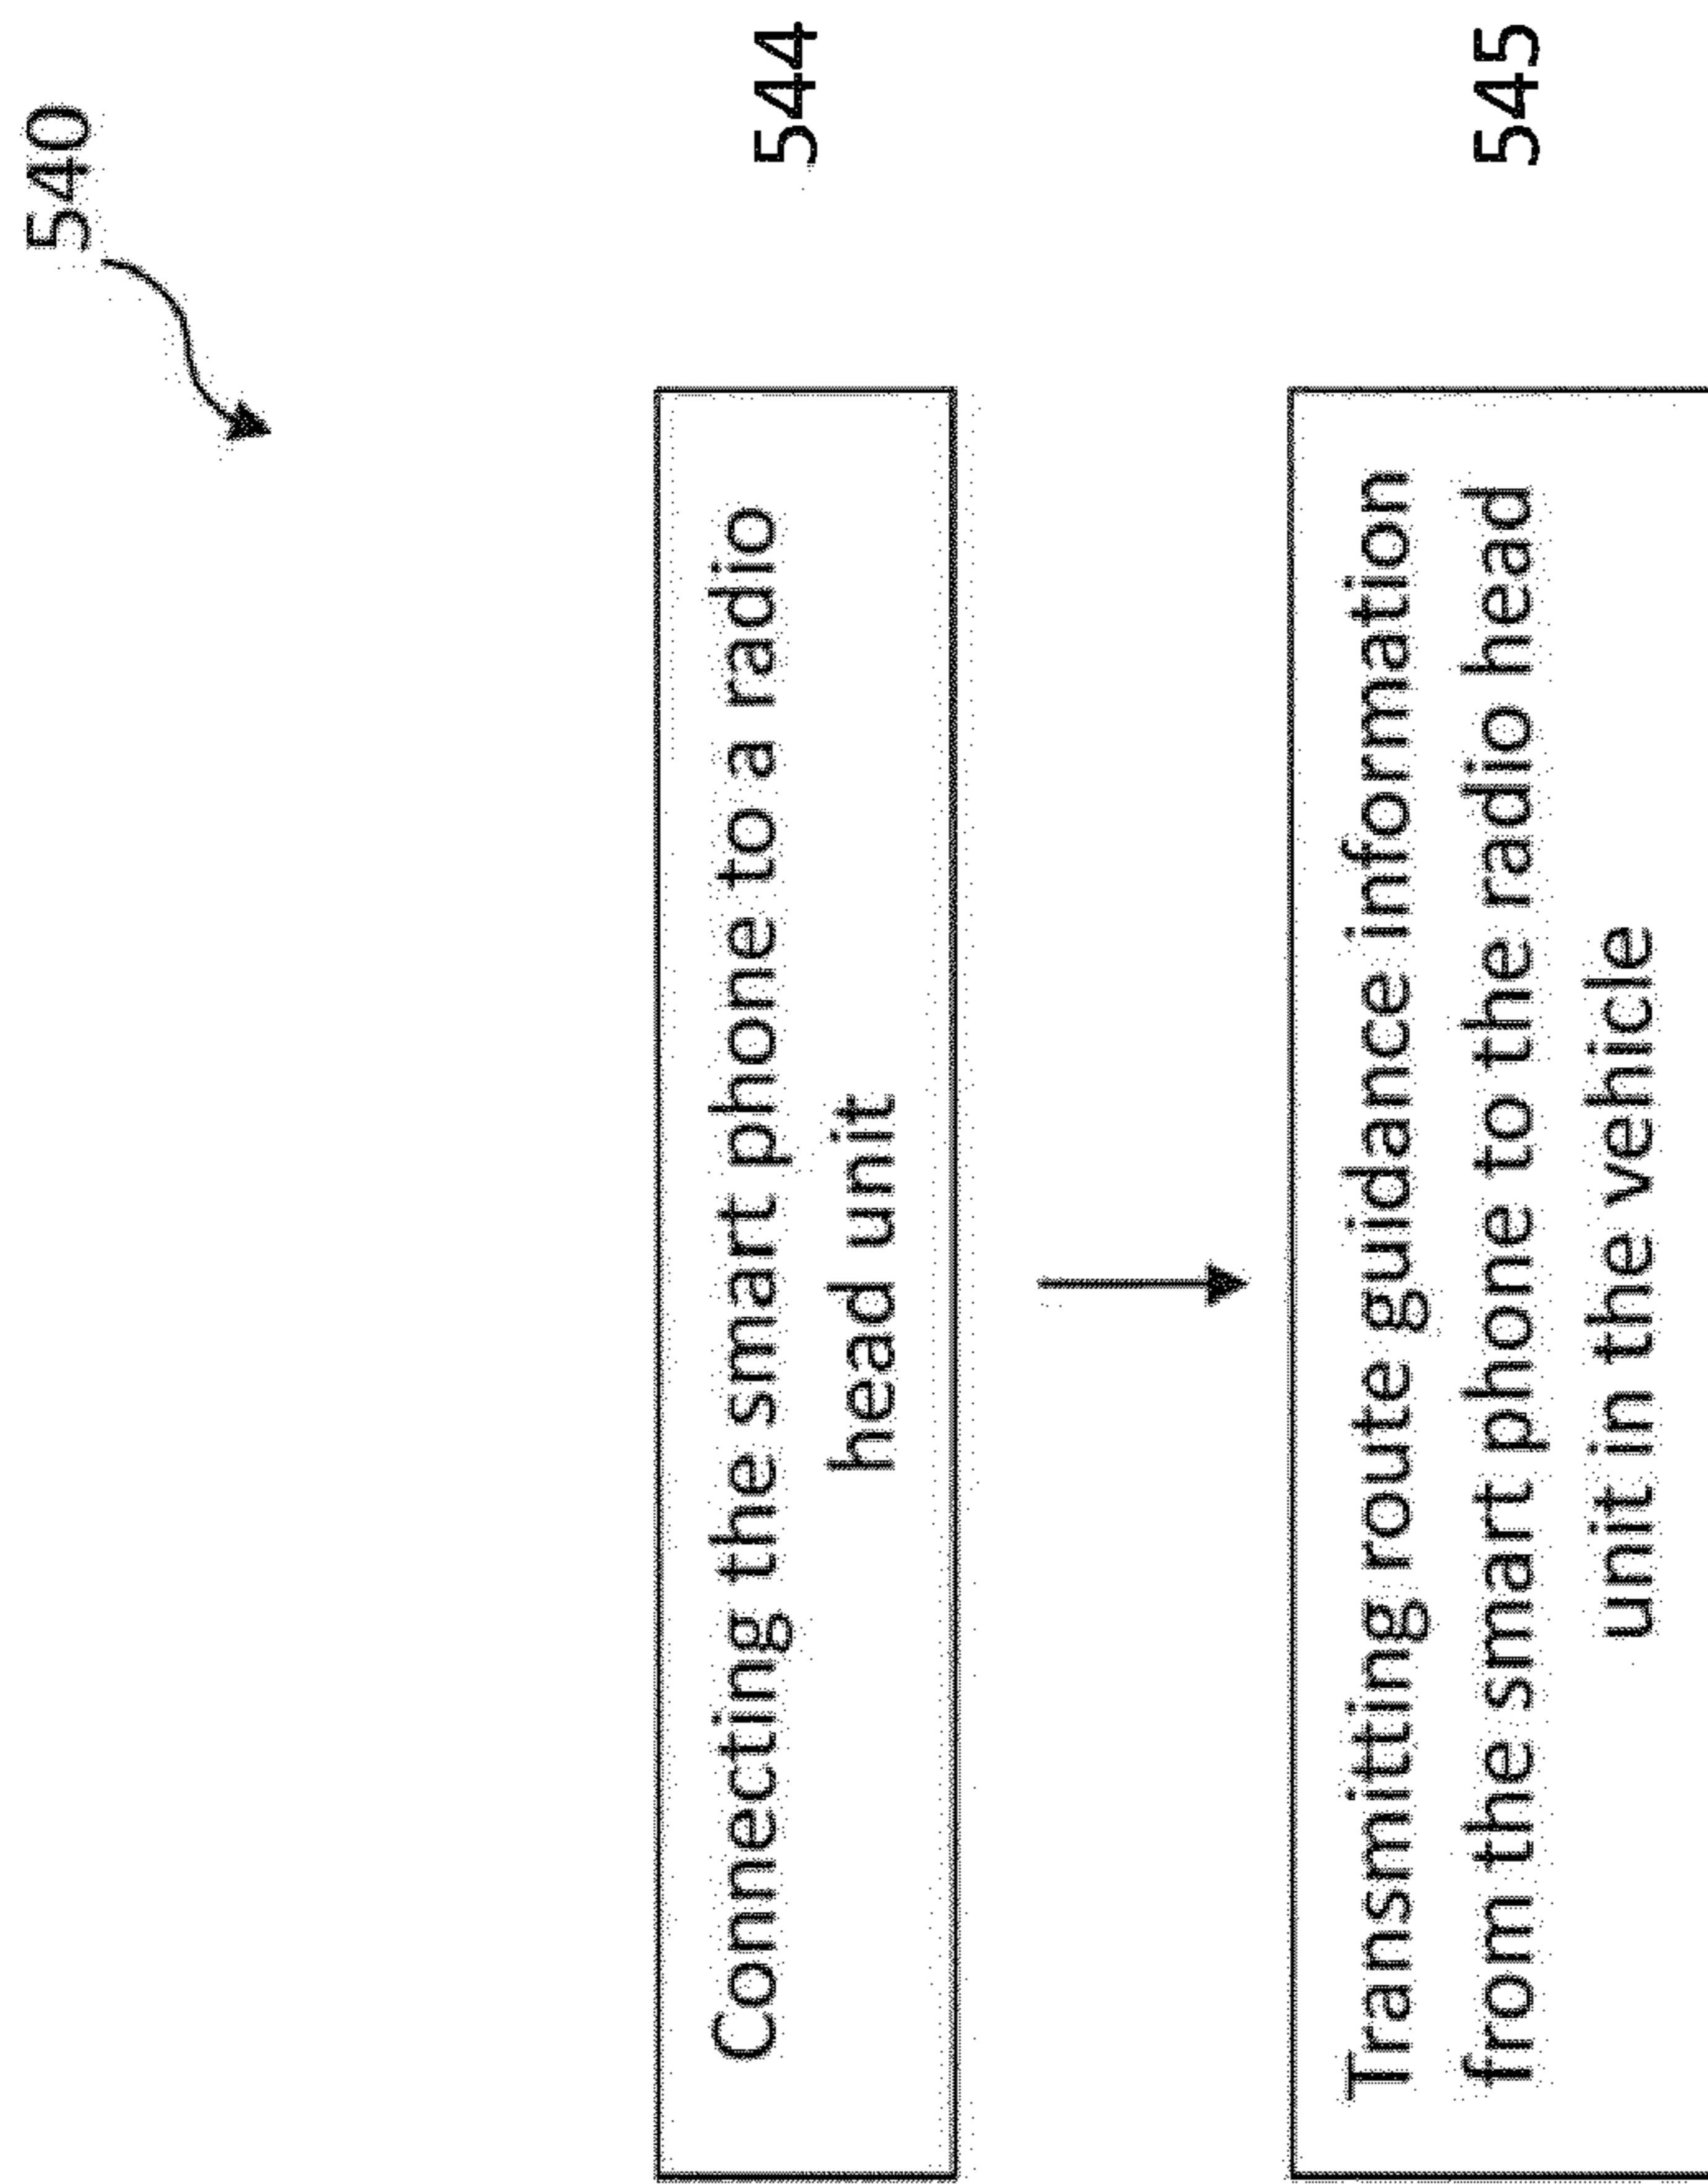 540
Connecting the smart phone to a radio
head unit
544
Transmitting route guidance information
from the smart phone to the radio head
unit in the vehicle
545